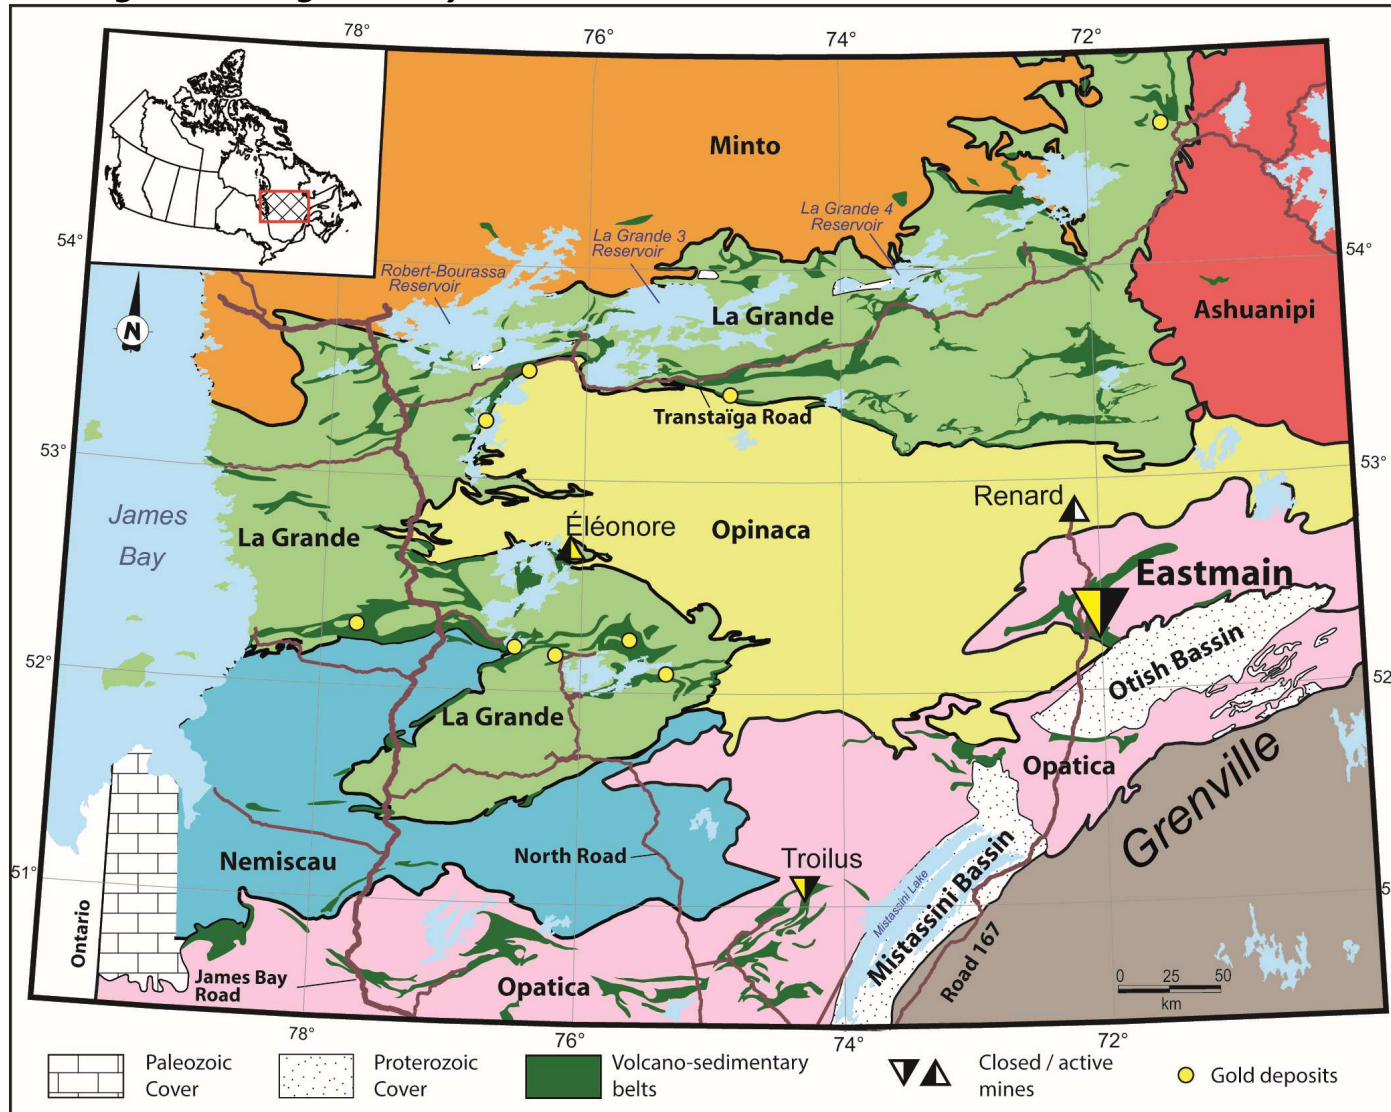 78°
76°
74°
72°
Minto
La Grande 4
Reservoir
La Grande 3
Reservoir
Robert-Bourassa
Reservoir
54°
54°
N
La Grande
Ashuanipi
Transtaïga Road
53°
53°
Renard
James
Bay
La Grande
Éléonore
Opinaca
Eastmain
Otish Bassin
52°
52
La Grande
Opatica
Grenville
Nemiscau
North Road
Troilus
Mistassini Lake
Mistassini Bassin
51°
5
Ontario
James Bay
Road
Opatica
Road 167
0 25 50
km
78°
76°
74°
72°
Paleozoic
Cover
Proterozoic
Cover
Volcano-sedimentary
belts
Closed / active
mines
Gold deposits